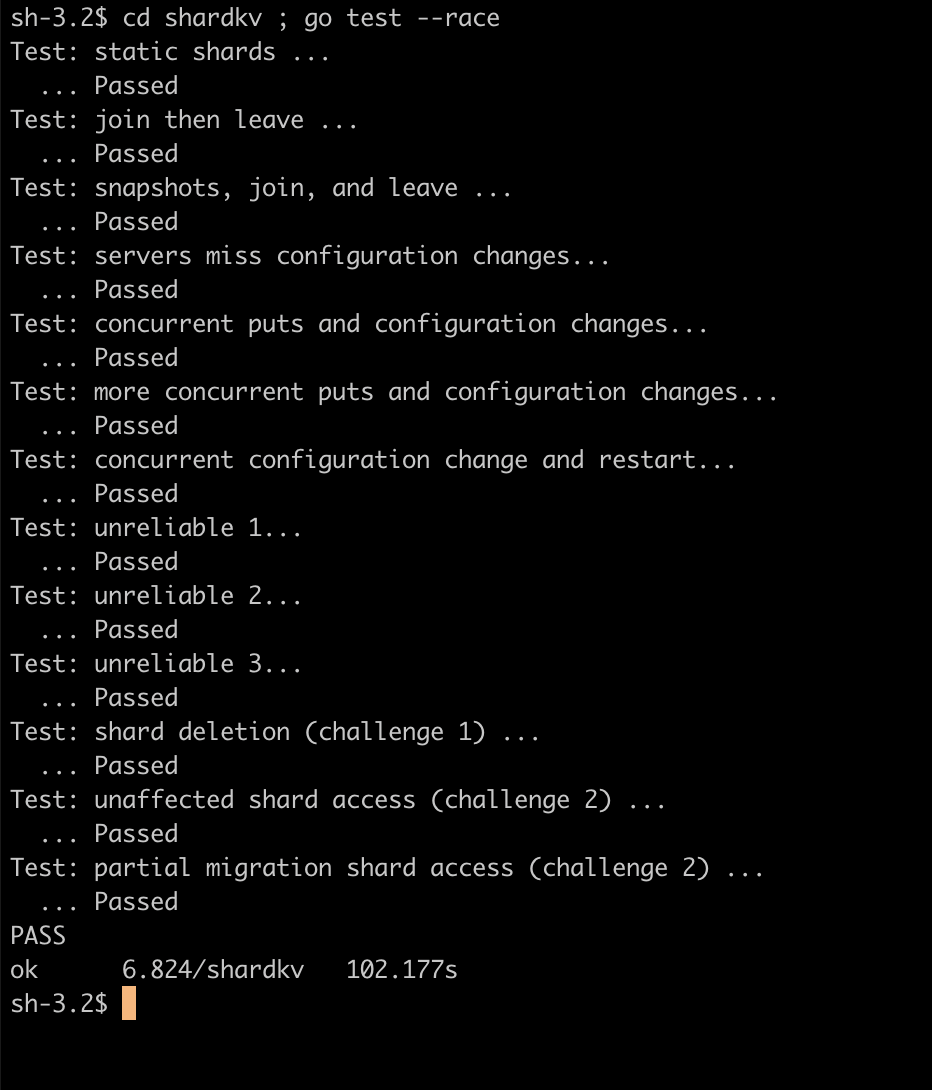 sh-3.2$ cd shardkv ; go test --race
Test: static shards ...
  ... Passed
Test: join then leave ...
  ... Passed
Test: snapshots, join, and leave ...
  ... Passed
Test: servers miss configuration changes...
  ... Passed
Test: concurrent puts and configuration changes...
  ... Passed
Test: more concurrent puts and configuration changes...
  ... Passed
Test: concurrent configuration change and restart...
  ... Passed
Test: unreliable 1...
  ... Passed
Test: unreliable 2...
  ... Passed
Test: unreliable 3...
  ... Passed
Test: shard deletion (challenge 1) ...
  ... Passed
Test: unaffected shard access (challenge 2) ...
  ... Passed
Test: partial migration shard access (challenge 2) ...
  ... Passed
PASS
ok      6.824/shardkv   102.177s
sh-3.2$